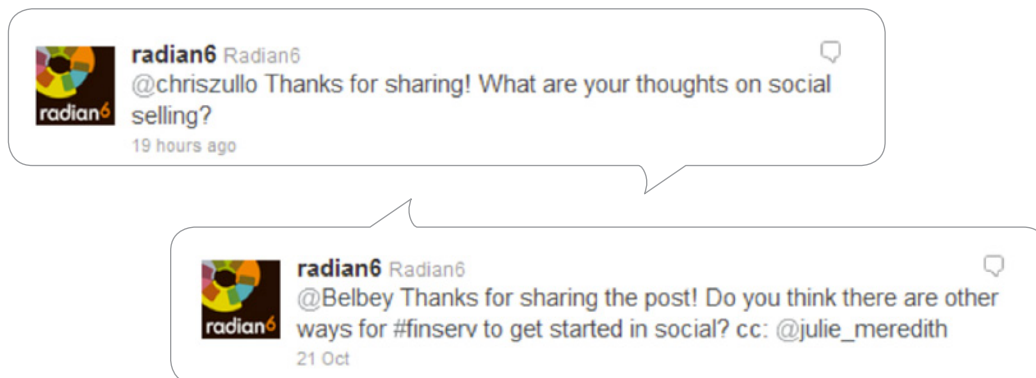 radian6 Radian6
@chriszullo Thanks for sharing! What are your thoughts on social
selling?
radian6
19 hours ago
radian6 Radian6
@Belbey Thanks for sharing the post! Do you think there are other
ways for #finserv to get started in social? cc: @julie_meredith
radian6
21 Oct